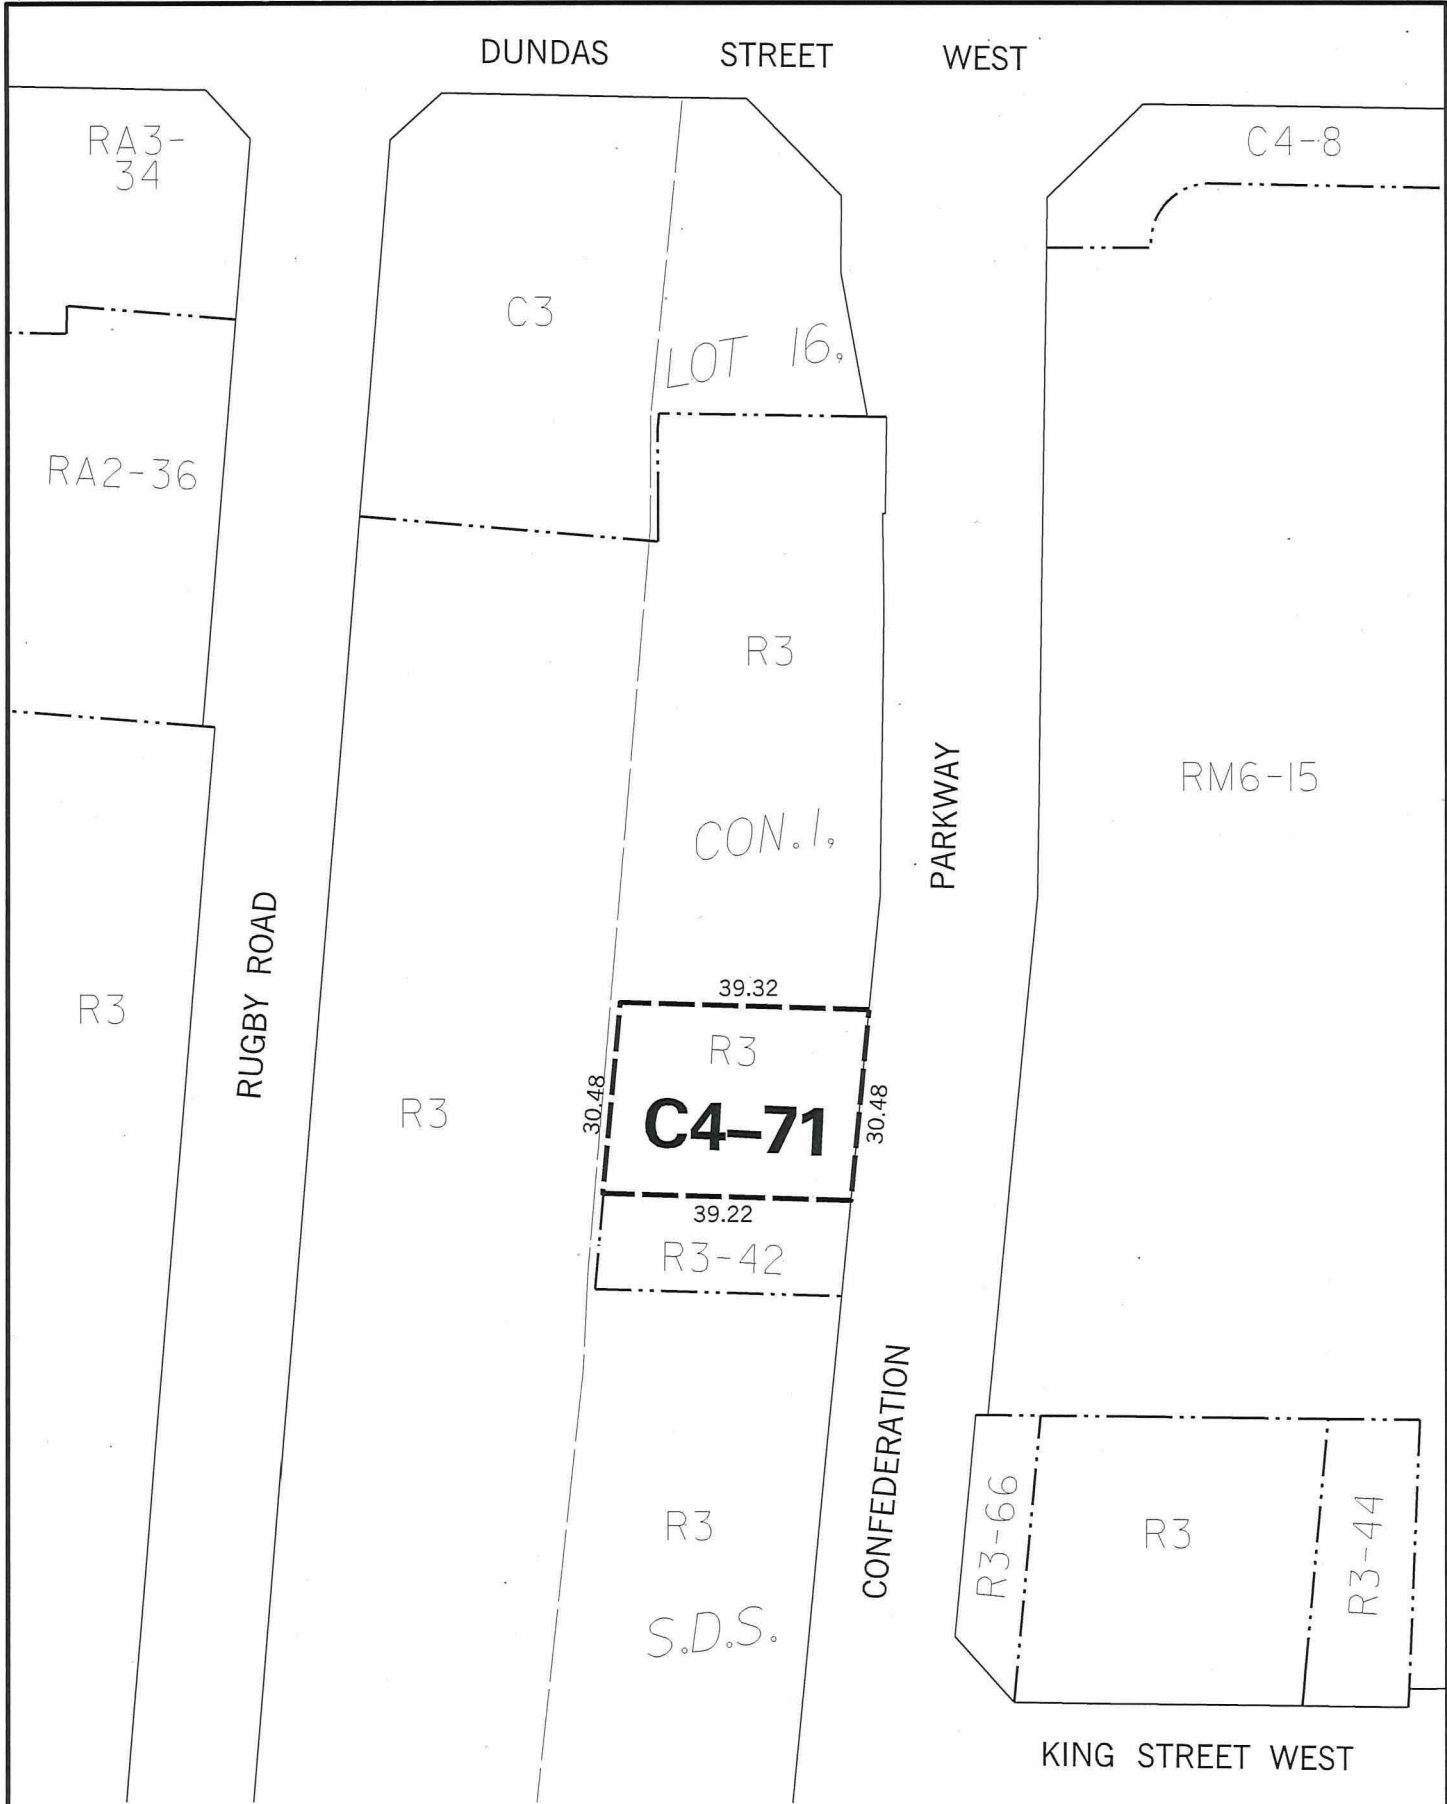 DUNDAS STREET WEST
RA3-
34
C4-8
C3
LOT 16,
RA2-36
R3
RM6-15
PARKWAY
CON. 1,
RUGBY ROAD
R3
39.32
R3
30.48
C4–71
30.48
R3
39.22
R3-42
CONFEDERATION
R3
R3-66
R3
R3-44
S.D.S.
KING STREET WEST